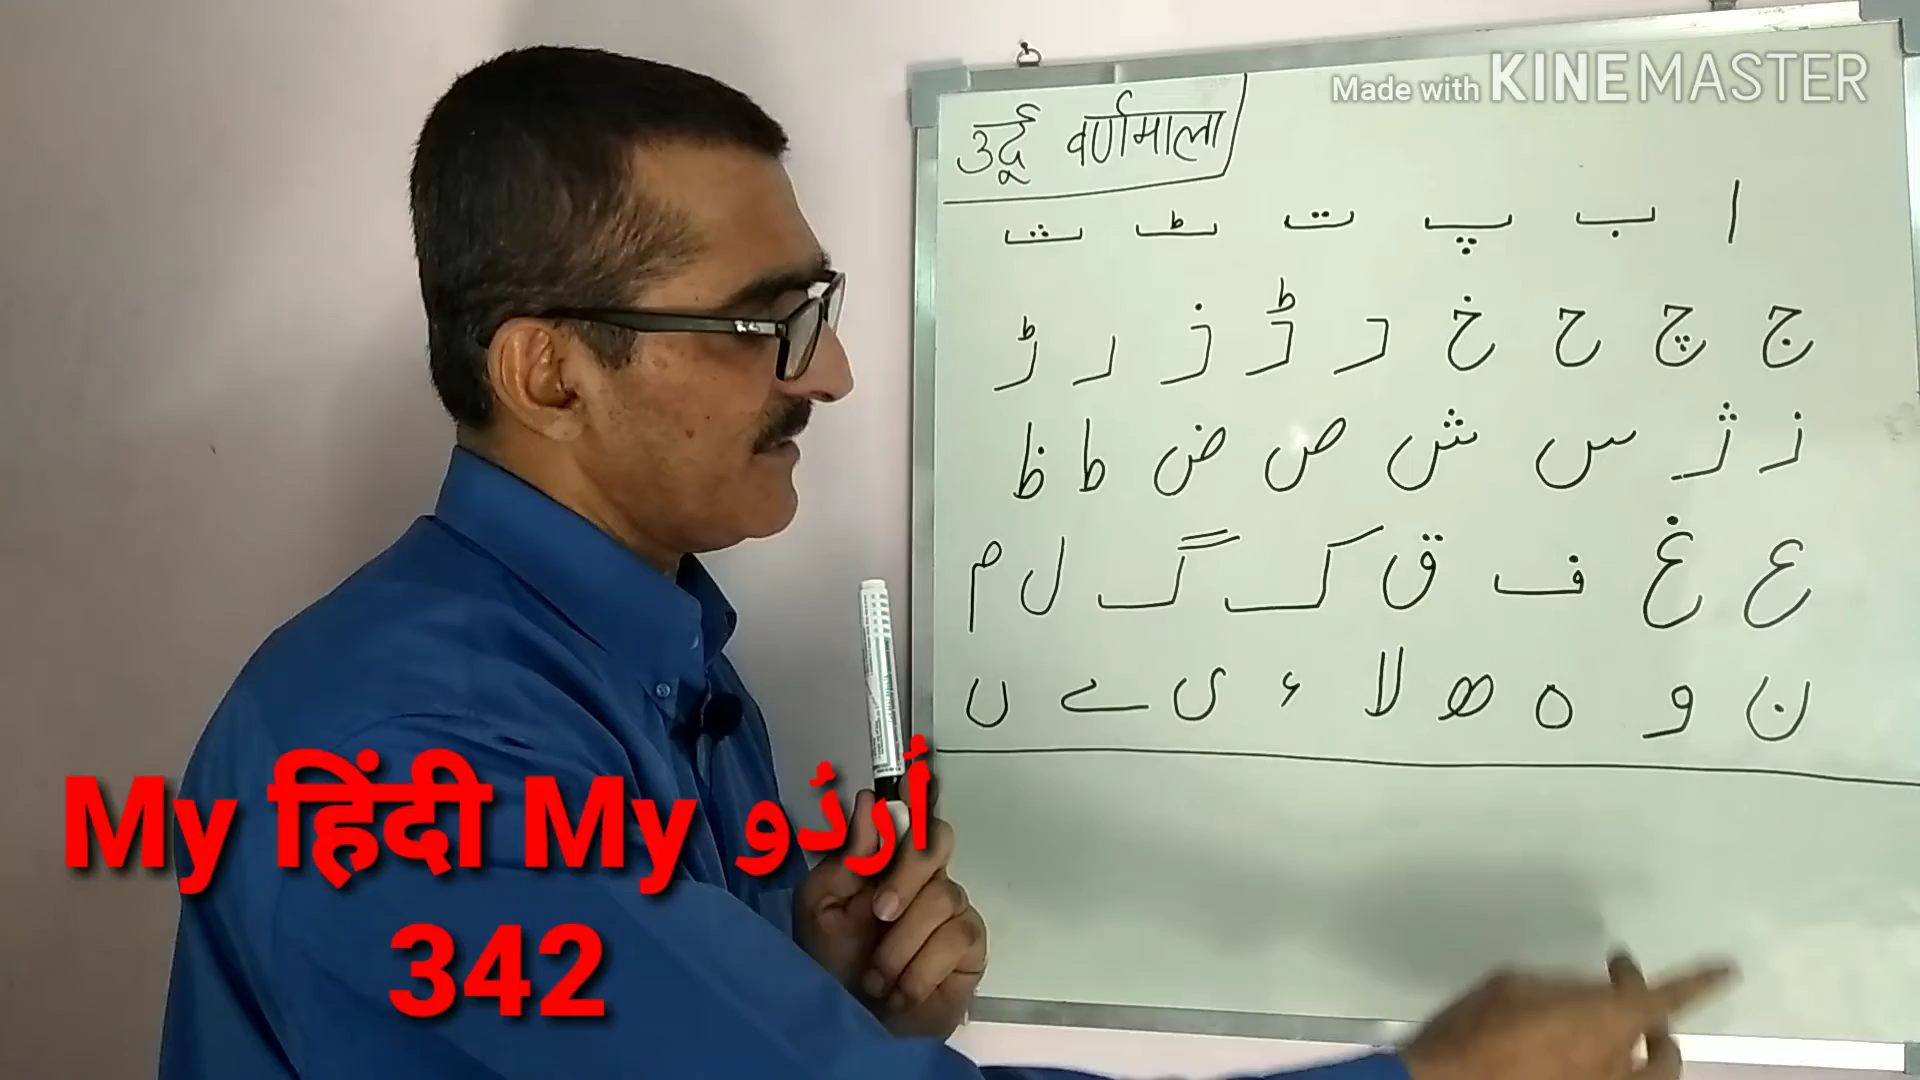 Made with KINEMASTER
उर्दू वर्णमाला
ا ب پ ت ٹ ث
ج چ ح خ د ڈ ذ ر ڑ
ز ژ س ش ص ض ط ظ
ع غ ف ق ک گ ل م
ن و ه ھ لا ء ی ے ں
My हिंदी My اُردُو
342